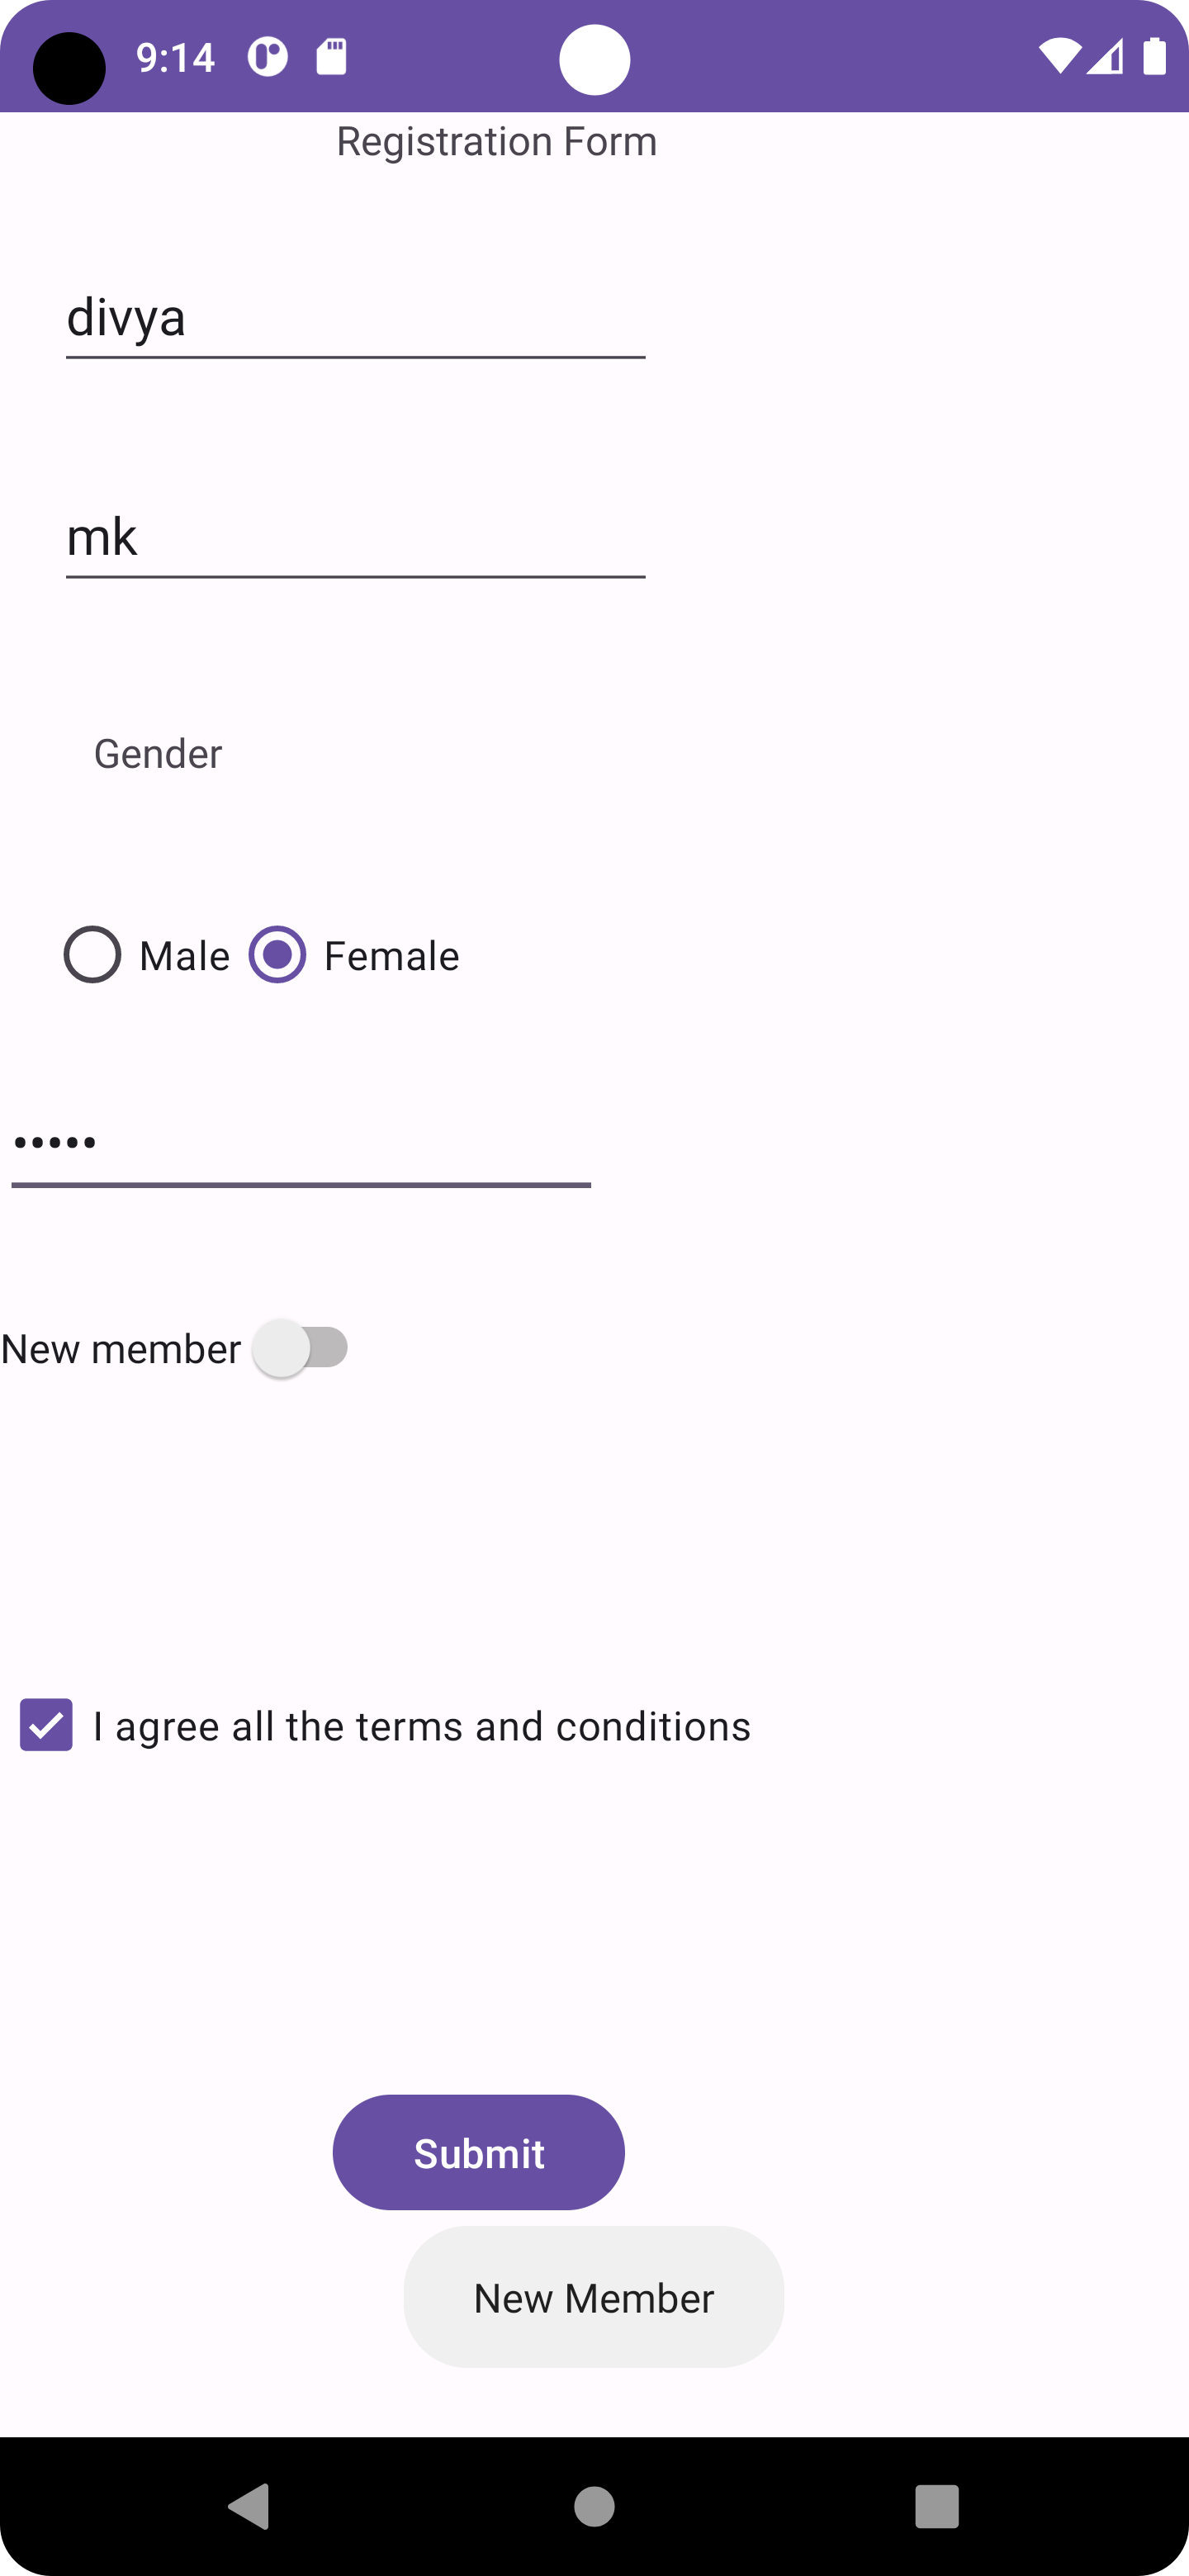 9:14
Registration Form
divya
mk
Gender
Male Female
•••••
New member
I agree all the terms and conditions
Submit
New Member